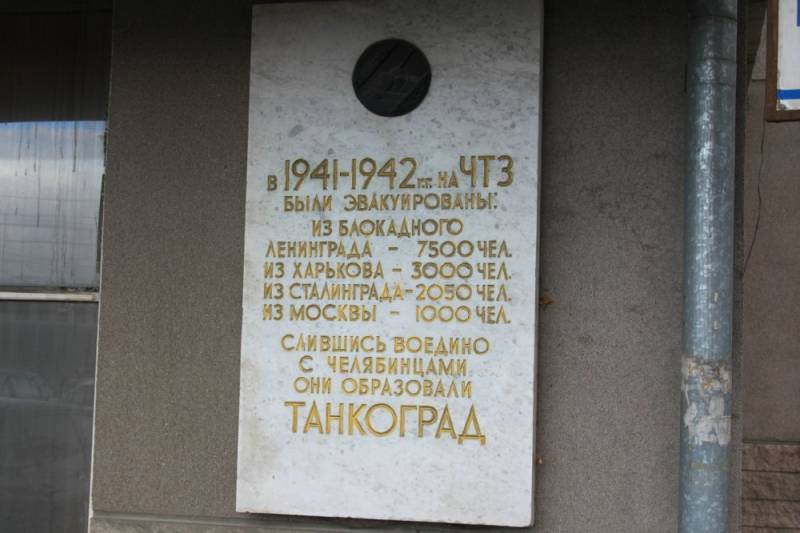 В 1941-1942 г.г. НА ЧТЗ
БЫЛИ ЭВАКУИРОВАНЫ:
ИЗ БЛОКАДНОГО
ЛЕНИНГРАДА - 7500 ЧЕЛ.
ИЗ ХАРЬКОВА - 3000 ЧЕЛ.
ИЗ СТАЛИНГРАДА - 2050 ЧЕЛ.
ИЗ МОСКВЫ - 1000 ЧЕЛ.
СЛИВШИСЬ ВОЕДИНО
С ЧЕЛЯБИНЦАМИ
ОНИ ОБРАЗОВАЛИ
ТАНКОГРАД